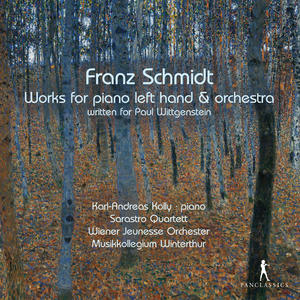 Franz Schmidt
Works for piano left hand & orchestra
written for Paul Wittgenstein
Karl-Andreas Kolly · piano
Sarastro Quartett
Wiener Jeunesse Orchester
Musikkollegium Winterthur
PANCLASSICS